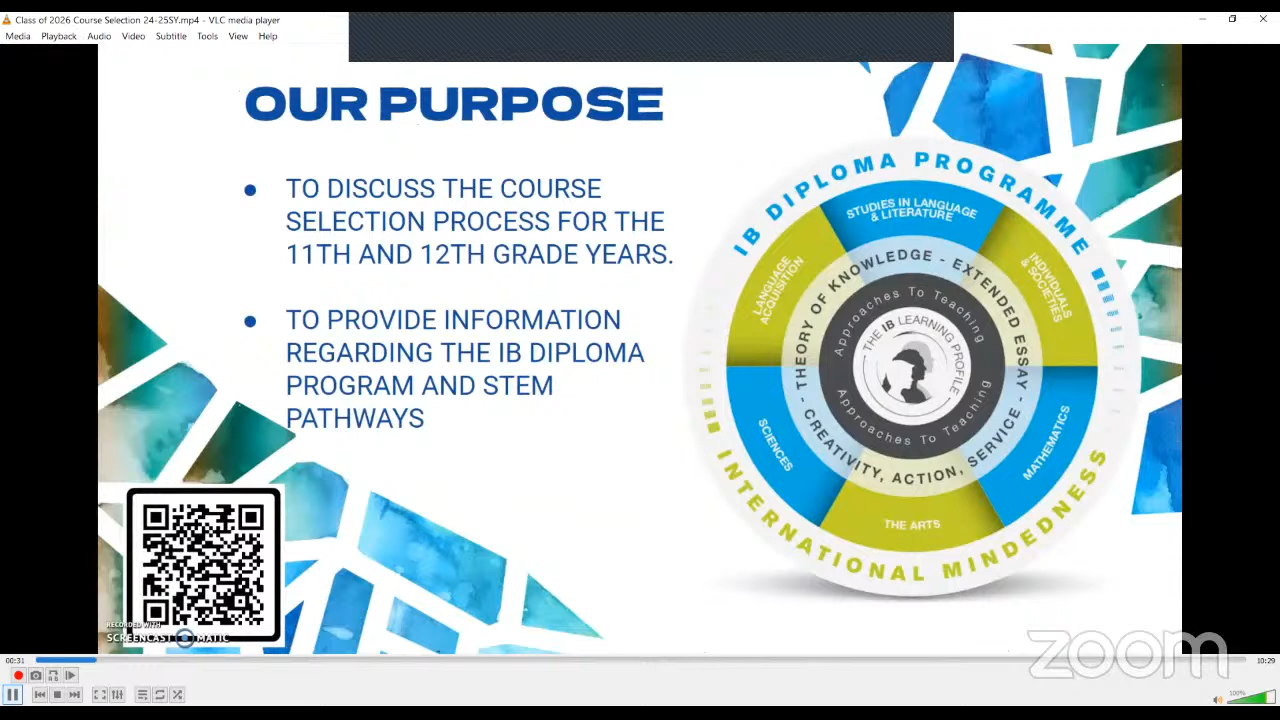 Class of 2026 Course Selection 24-25SY.mp4 - VLC media player
Media Playback Audio Video Subtitle Tools View Help
OUR PURPOSE
● TO DISCUSS THE COURSE
SELECTION PROCESS FOR THE
11TH AND 12TH GRADE YEARS.
● TO PROVIDE INFORMATION
REGARDING THE IB DIPLOMA
PROGRAM AND STEM
PATHWAYS
IB DIPLOMA PROGRAMME
STUDIES IN LANGUAGE
& LITERATURE
LANGUAGE
ACQUISITION
INDIVIDUALS
& SOCIETIES
THEORY OF KNOWLEDGE - EXTENDED ESSAY -
Approaches To Teaching
THE IB LEARNING PROFILE
Approaches To Teaching
- CREATIVITY, ACTION, SERVICE
SCIENCES
MATHEMATICS
THE ARTS
INTERNATIONAL MINDEDNESS
RECORDED WITH
SCREENCAST MATIC
zoom
00:31
10:29
100%